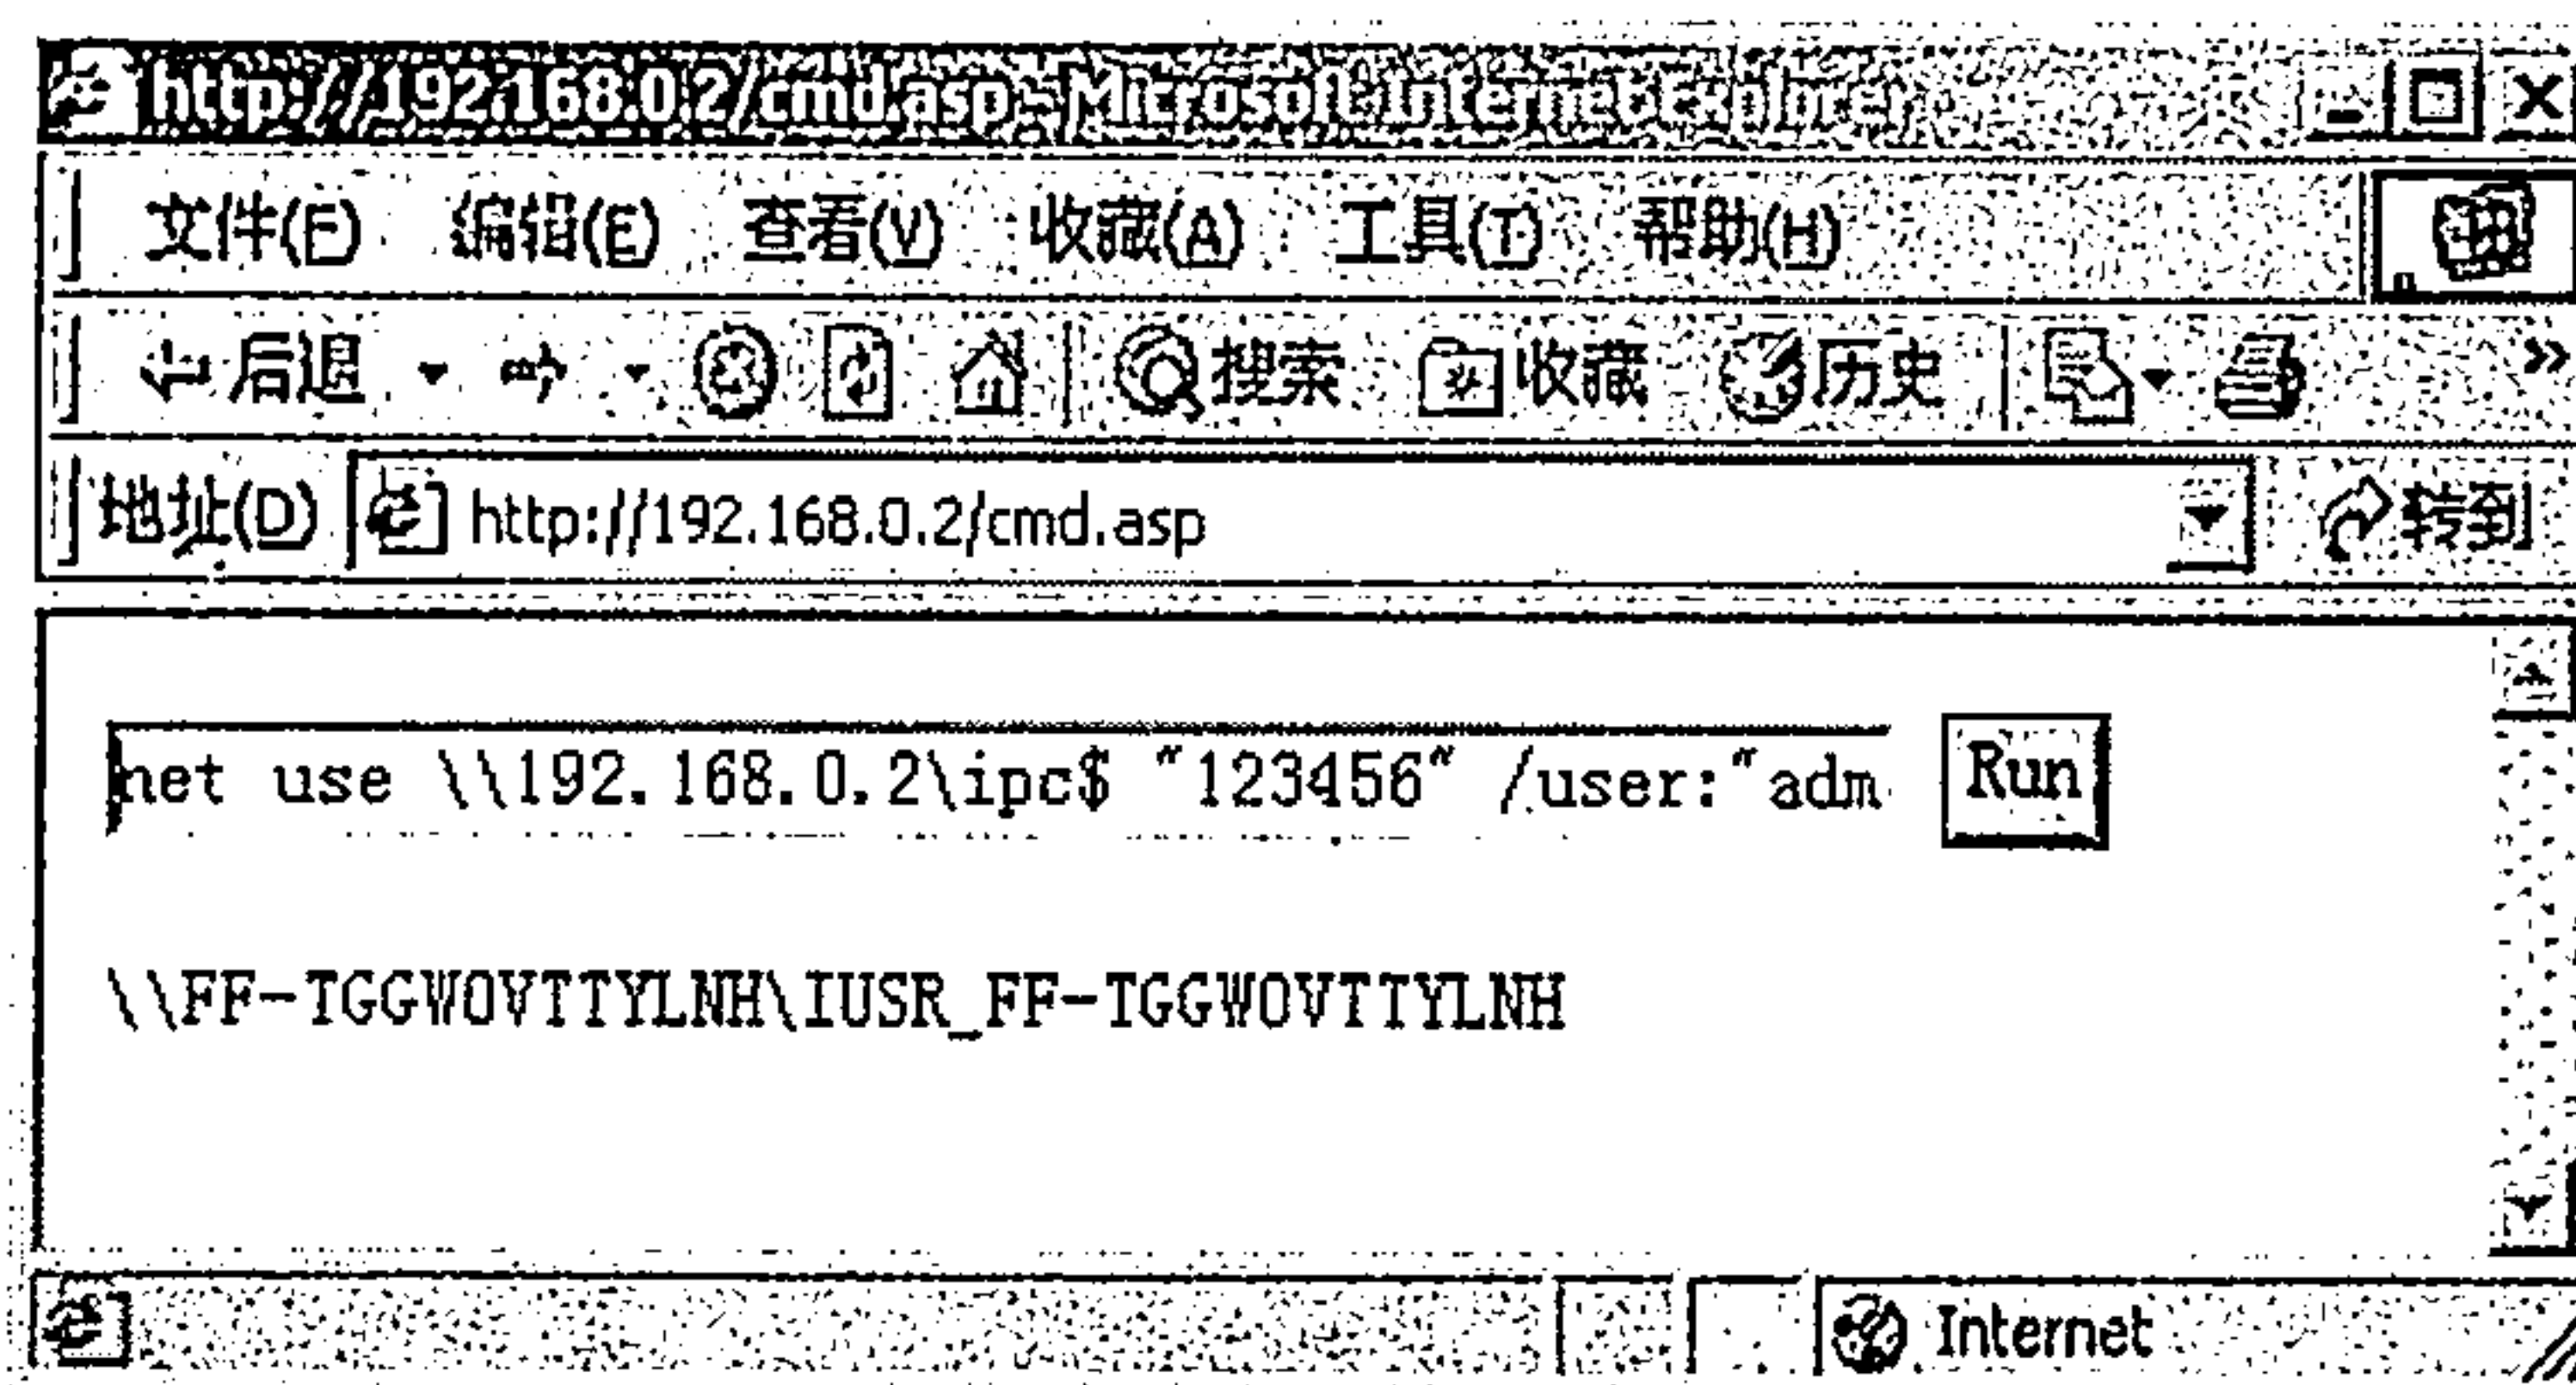 http://192.168.0.2/cmd.asp - Microsoft Internet Explorer
文件(F) 编辑(E) 查看(V) 收藏(A) 工具(T) 帮助(H)
后退 搜索 收藏 历史 »
地址(D) http://192.168.0.2/cmd.asp 转到
net use \\192.168.0.2\ipc$ "123456" /user:"adm Run
\\FF-TGGWOVTTYLNH\IUSR_FF-TGGWOVTTYLNH
Internet